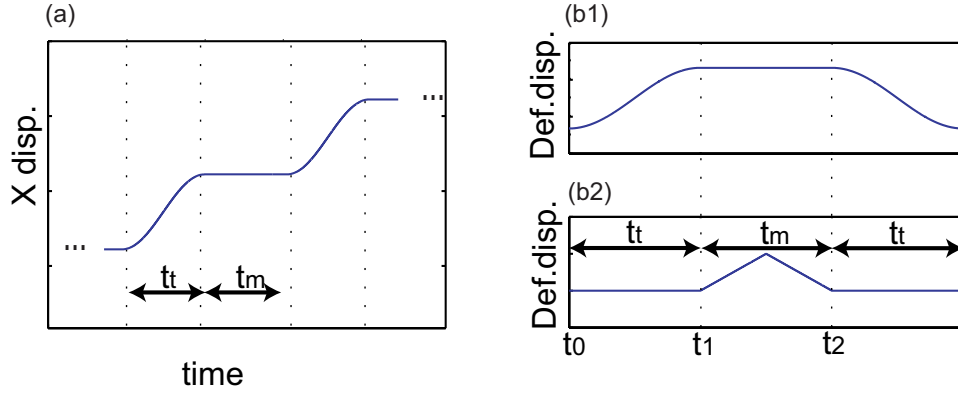 (a)
X disp.
...
...
tt
tm
time
(b1)
Def.disp.
(b2)
Def.disp.
tt
tm
tt
t0
t1
t2